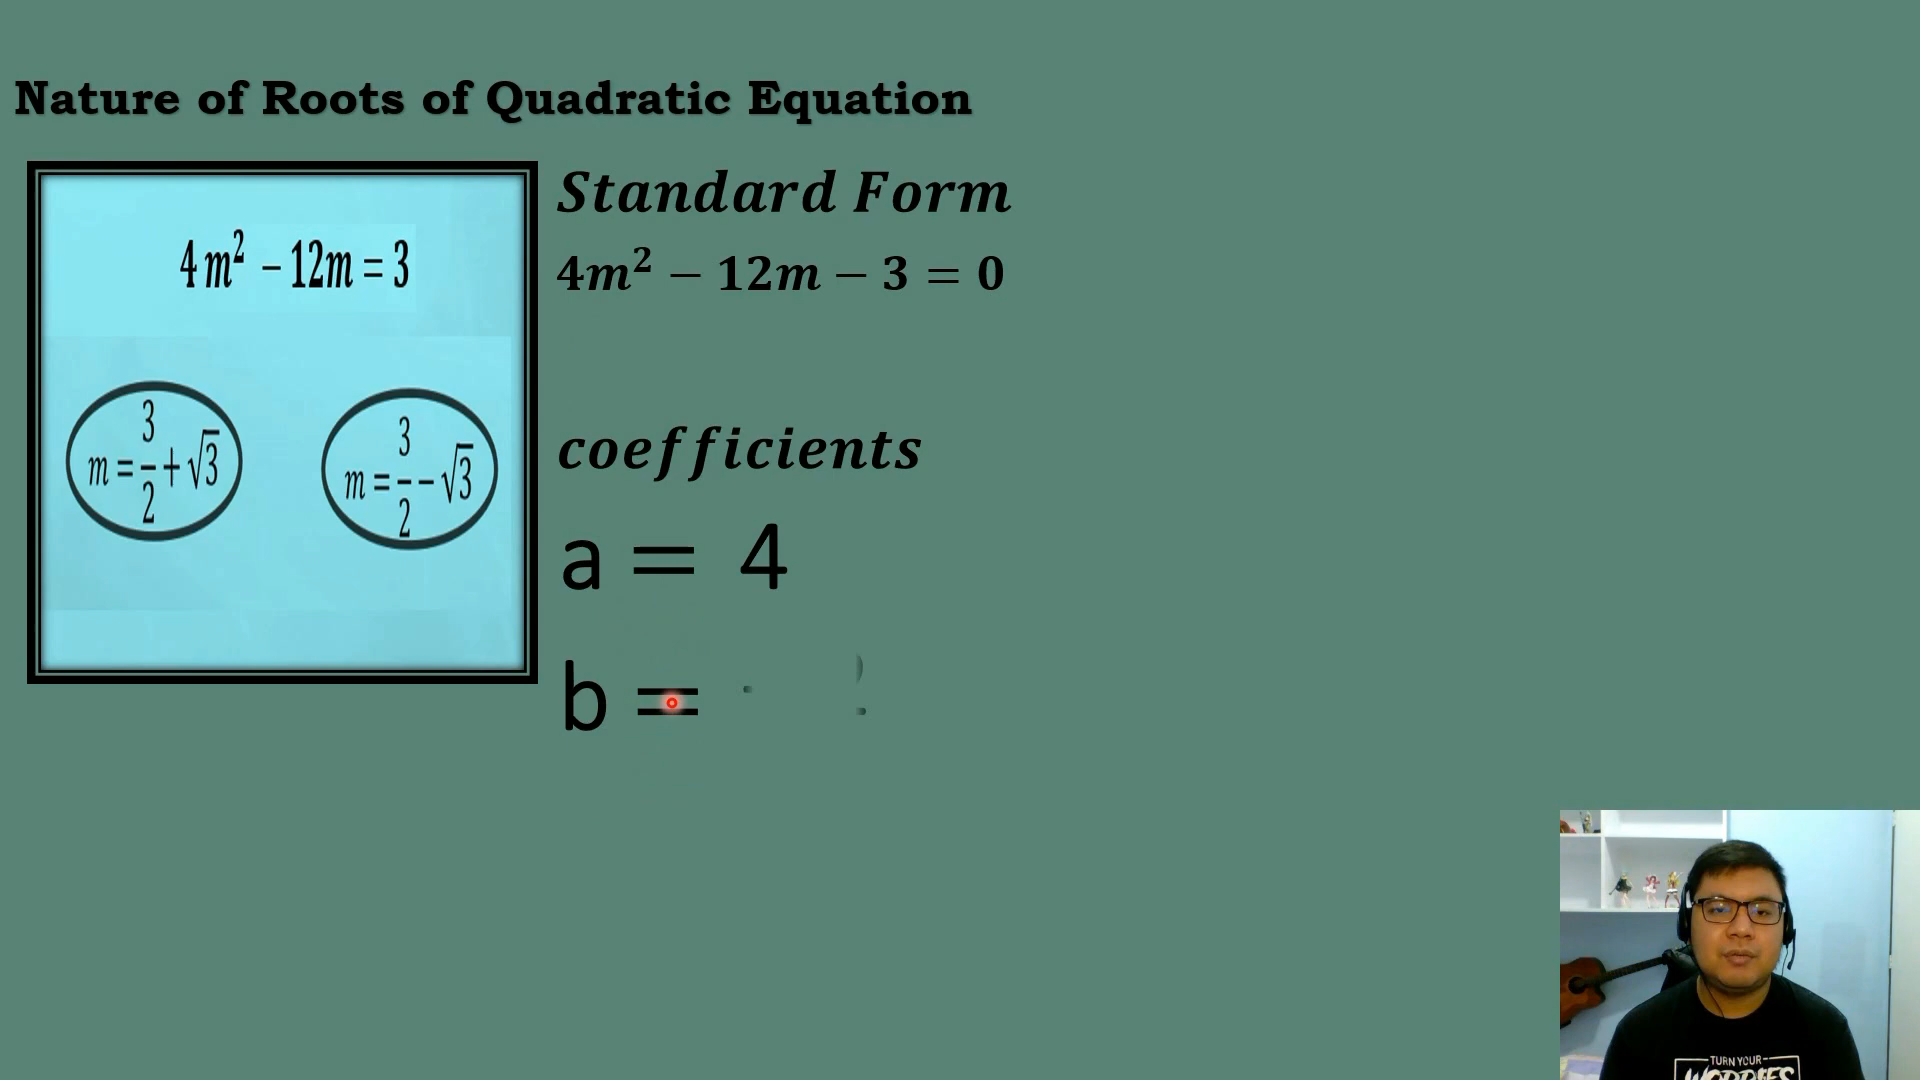 Nature of Roots of Quadratic Equation
4m² − 12m = 3
m = 3/2 + √3
m = 3/2 − √3
Standard Form
4m² − 12m − 3 = 0
coefficients
a = 4
b =
TURN YOUR
WORRIES